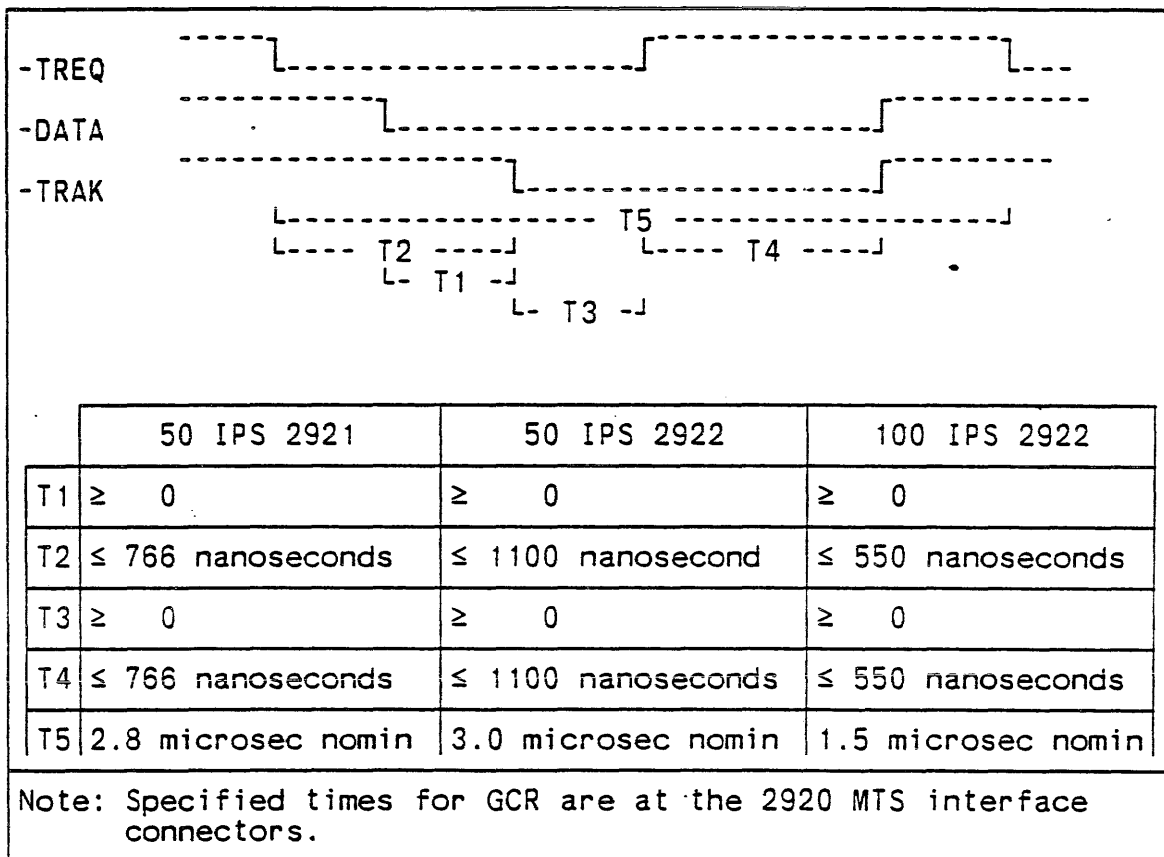 -TREQ
-DATA
-TRAK
T5
T2 T4
T1
T3
50 IPS 2921 50 IPS 2922 100 IPS 2922
T1 ≥ 0 ≥ 0 ≥ 0
T2 ≤ 766 nanoseconds ≤ 1100 nanosecond ≤ 550 nanoseconds
T3 ≥ 0 ≥ 0 ≥ 0
T4 ≤ 766 nanoseconds ≤ 1100 nanoseconds ≤ 550 nanoseconds
T5 2.8 microsec nomin 3.0 microsec nomin 1.5 microsec nomin
Note: Specified times for GCR are at the 2920 MTS interface
connectors.